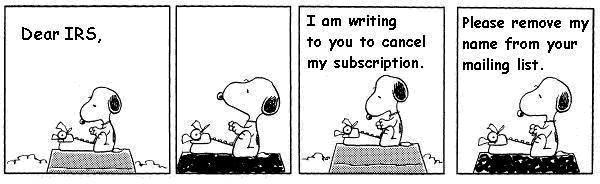 Dear IRS,
I am writing
to you to cancel
my subscription.
Please remove my
name from your
mailing list.